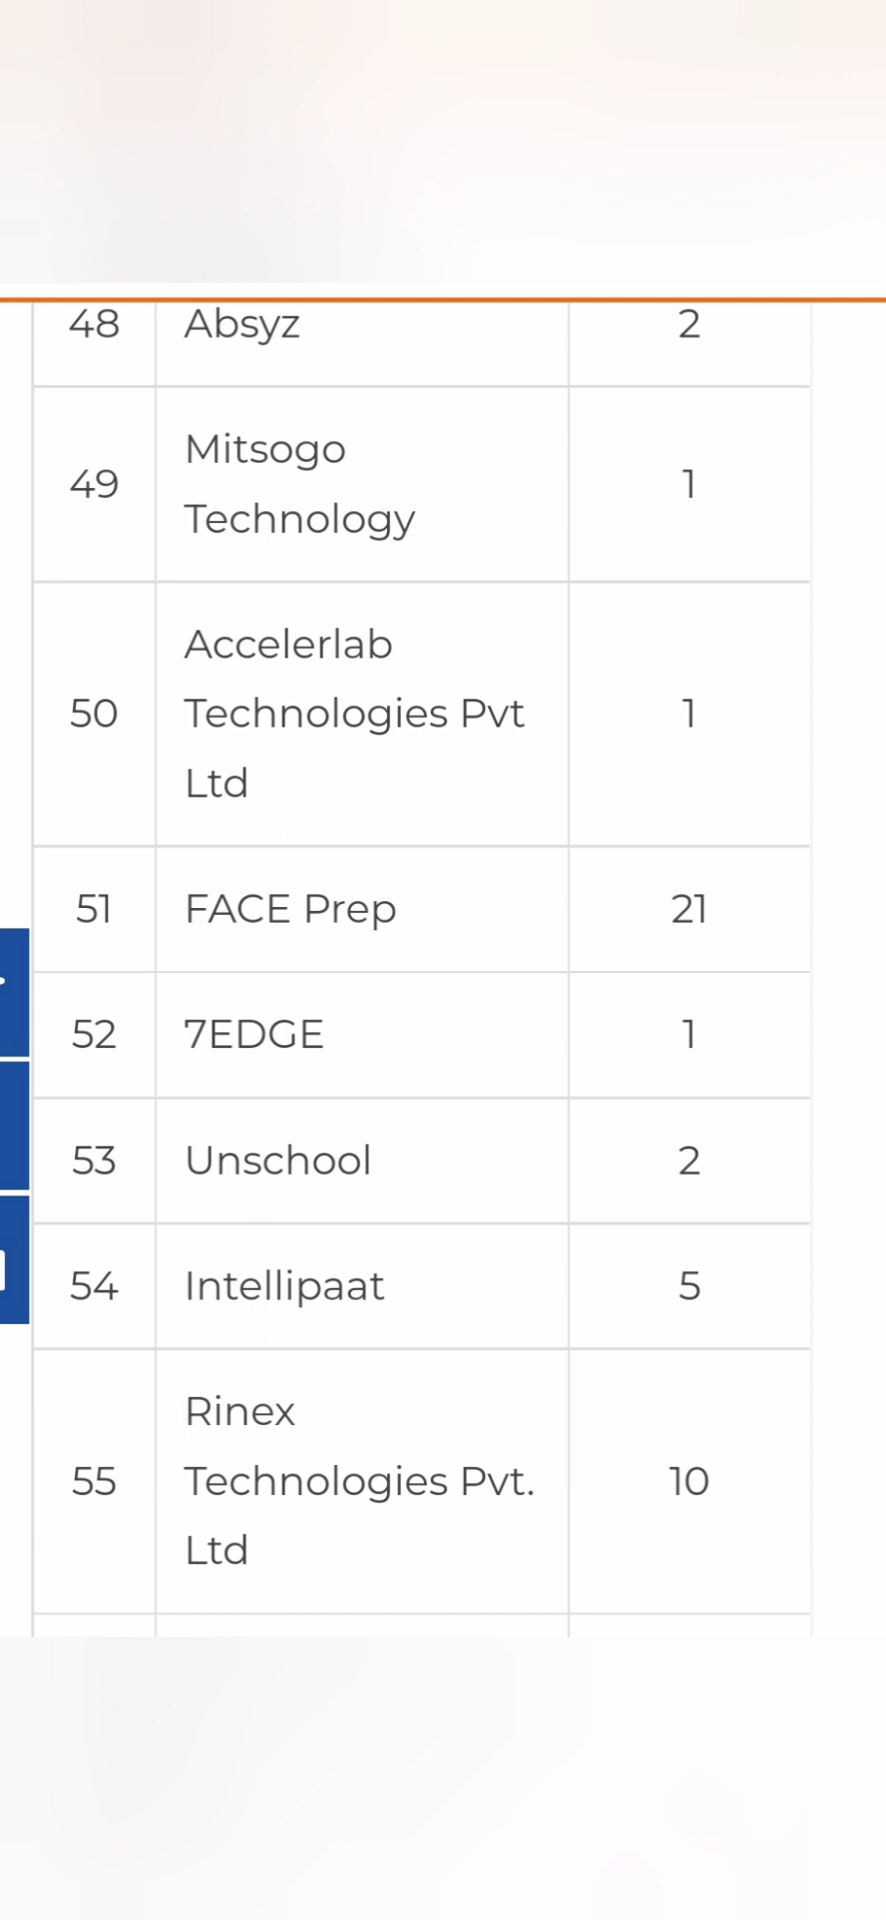 48 Absyz 2
Mitsogo
49 1
Technology
Accelerlab
50 Technologies Pvt 1
Ltd
51 FACE Prep 21
52 7EDGE 1
53 Unschool 2
54 Intellipaat 5
Rinex
55 Technologies Pvt. 10
Ltd